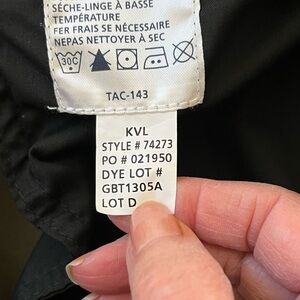 SÈCHE-LINGE À BASSE
TEMPÉRATURE
FER FRAIS SE NÉCESSAIRE
NEPAS NETTOYER À SEC
30C
TAC-143
KVL
STYLE # 74273
PO # 021950
DYE LOT #
GBT1305A
LOT D